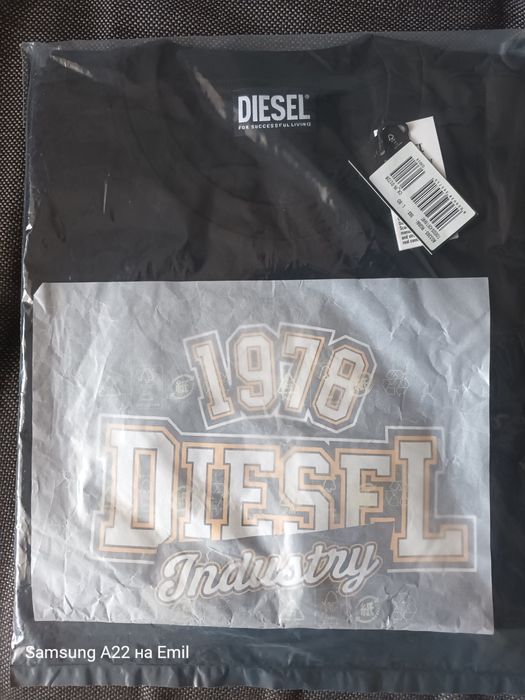 DIESEL
FOR SUCCESSFUL LIVING
1978
DIESEL
Industry
Samsung A22 на Emil